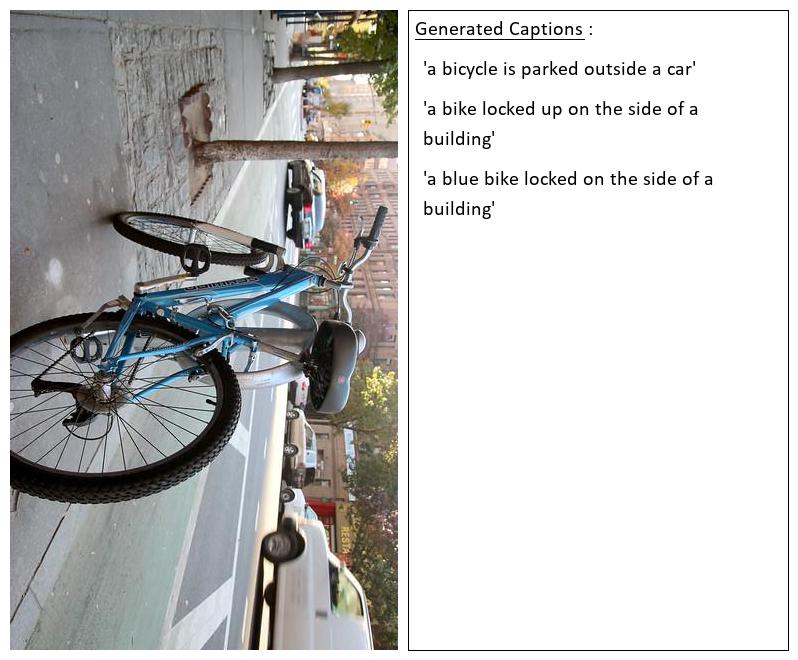 Generated Captions :
'a bicycle is parked outside a car'
'a bike locked up on the side of a
building'
'a blue bike locked on the side of a
building'
RESTA